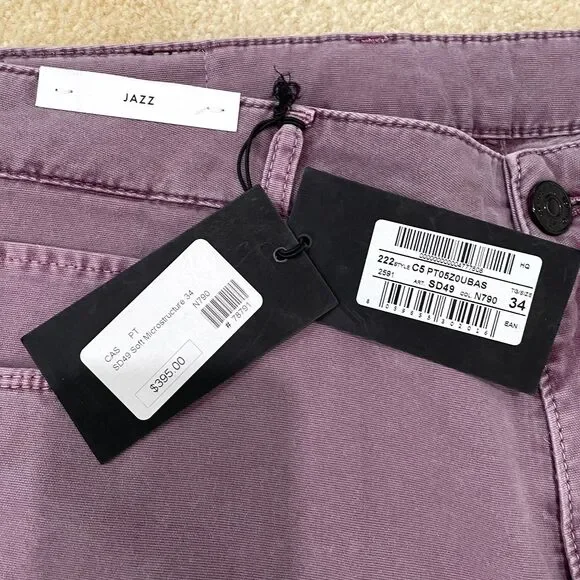 JAZZ
CAS PT
SD49 Soft Microstructure 34
N790
# 78791
$395.00
HQ
222 STYLE C5 PT05Z0UBAS
2591 ART. SD49 COL. N790
TG/SIZE
34
EAN